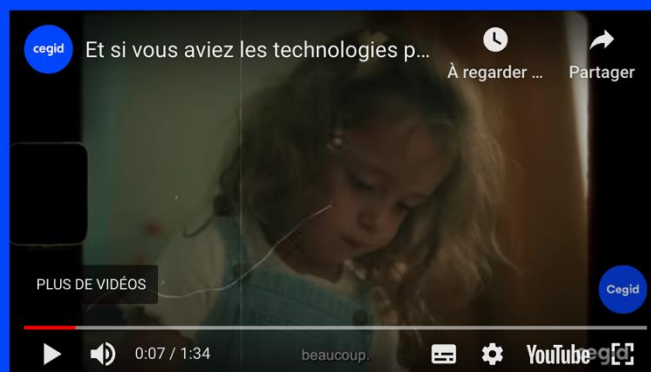 cegid
Et si vous aviez les technologies p...
À regarder ...
Partager
PLUS DE VIDÉOS
Cegid
0:07 / 1:34
beaucoup.
YouTube